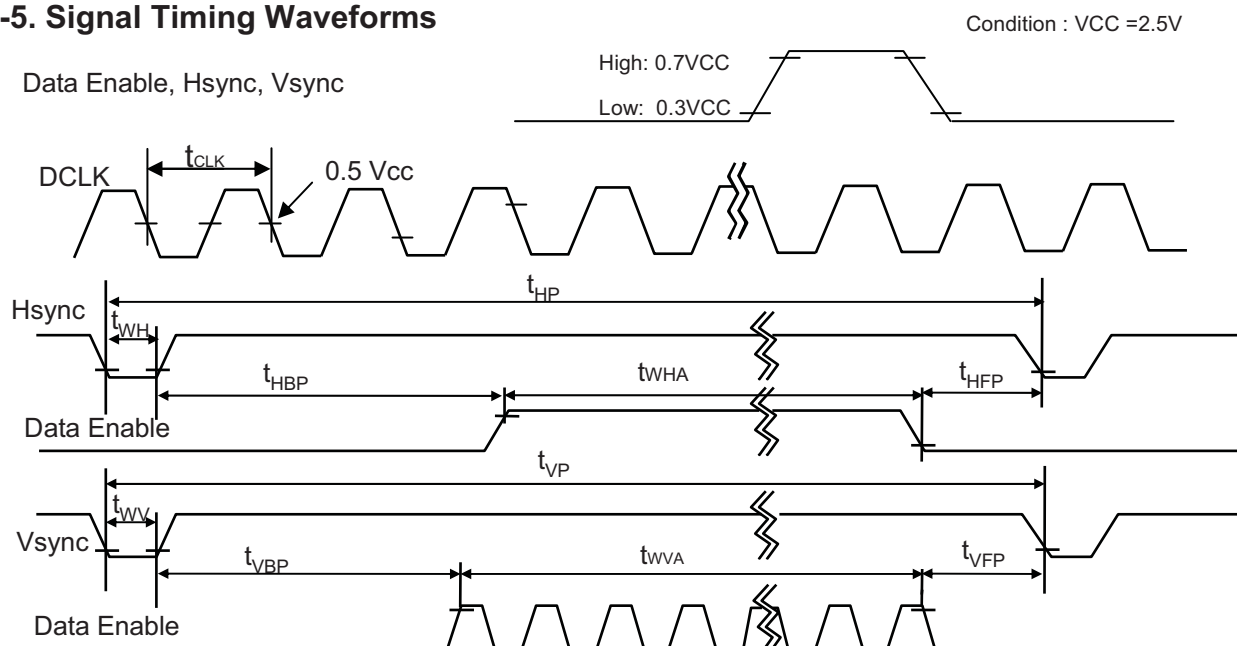 -5. Signal Timing Waveforms
Condition : VCC =2.5V
Data Enable, Hsync, Vsync
High: 0.7VCC
Low: 0.3VCC
DCLK
tCLK
0.5 Vcc
Hsync
tHP
tWH
tHBP
tWHA
tHFP
Data Enable
tVP
tWV
Vsync
tVBP
tWVA
tVFP
Data Enable